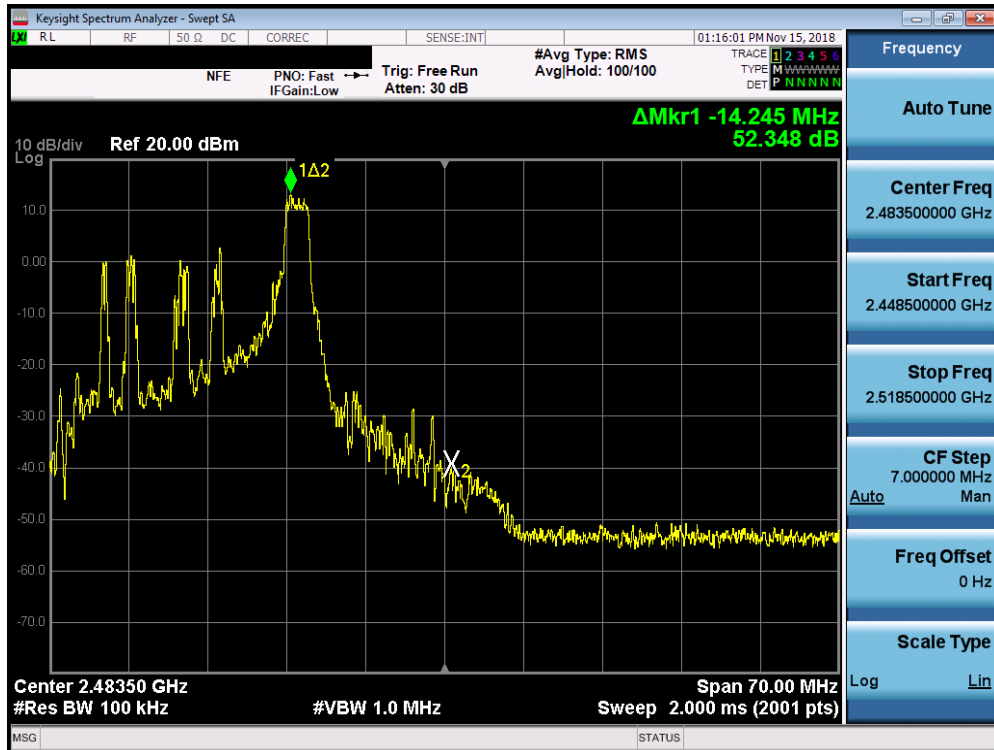 Keysight Spectrum Analyzer - Swept SA
LXI RL RF 50 Ω DC CORREC SENSE:INT 01:16:01 PM Nov 15, 2018
NFE PNO: Fast Trig: Free Run #Avg Type: RMS TRACE 1 2 3 4 5 6
IFGain:Low Atten: 30 dB Avg|Hold: 100/100 TYPE M WWWWW
DET P N N N N N
ΔMkr1 -14.245 MHz
52.348 dB
10 dB/div Ref 20.00 dBm
Log
1Δ2
10.0
0.00
-10.0
-20.0
-30.0
-40.0
2
-50.0
-60.0
-70.0
Center 2.48350 GHz Span 70.00 MHz
#Res BW 100 kHz #VBW 1.0 MHz Sweep 2.000 ms (2001 pts)
MSG STATUS
Frequency
Auto Tune
Center Freq
2.483500000 GHz
Start Freq
2.448500000 GHz
Stop Freq
2.518500000 GHz
CF Step
7.000000 MHz
Auto Man
Freq Offset
0 Hz
Scale Type
Log Lin